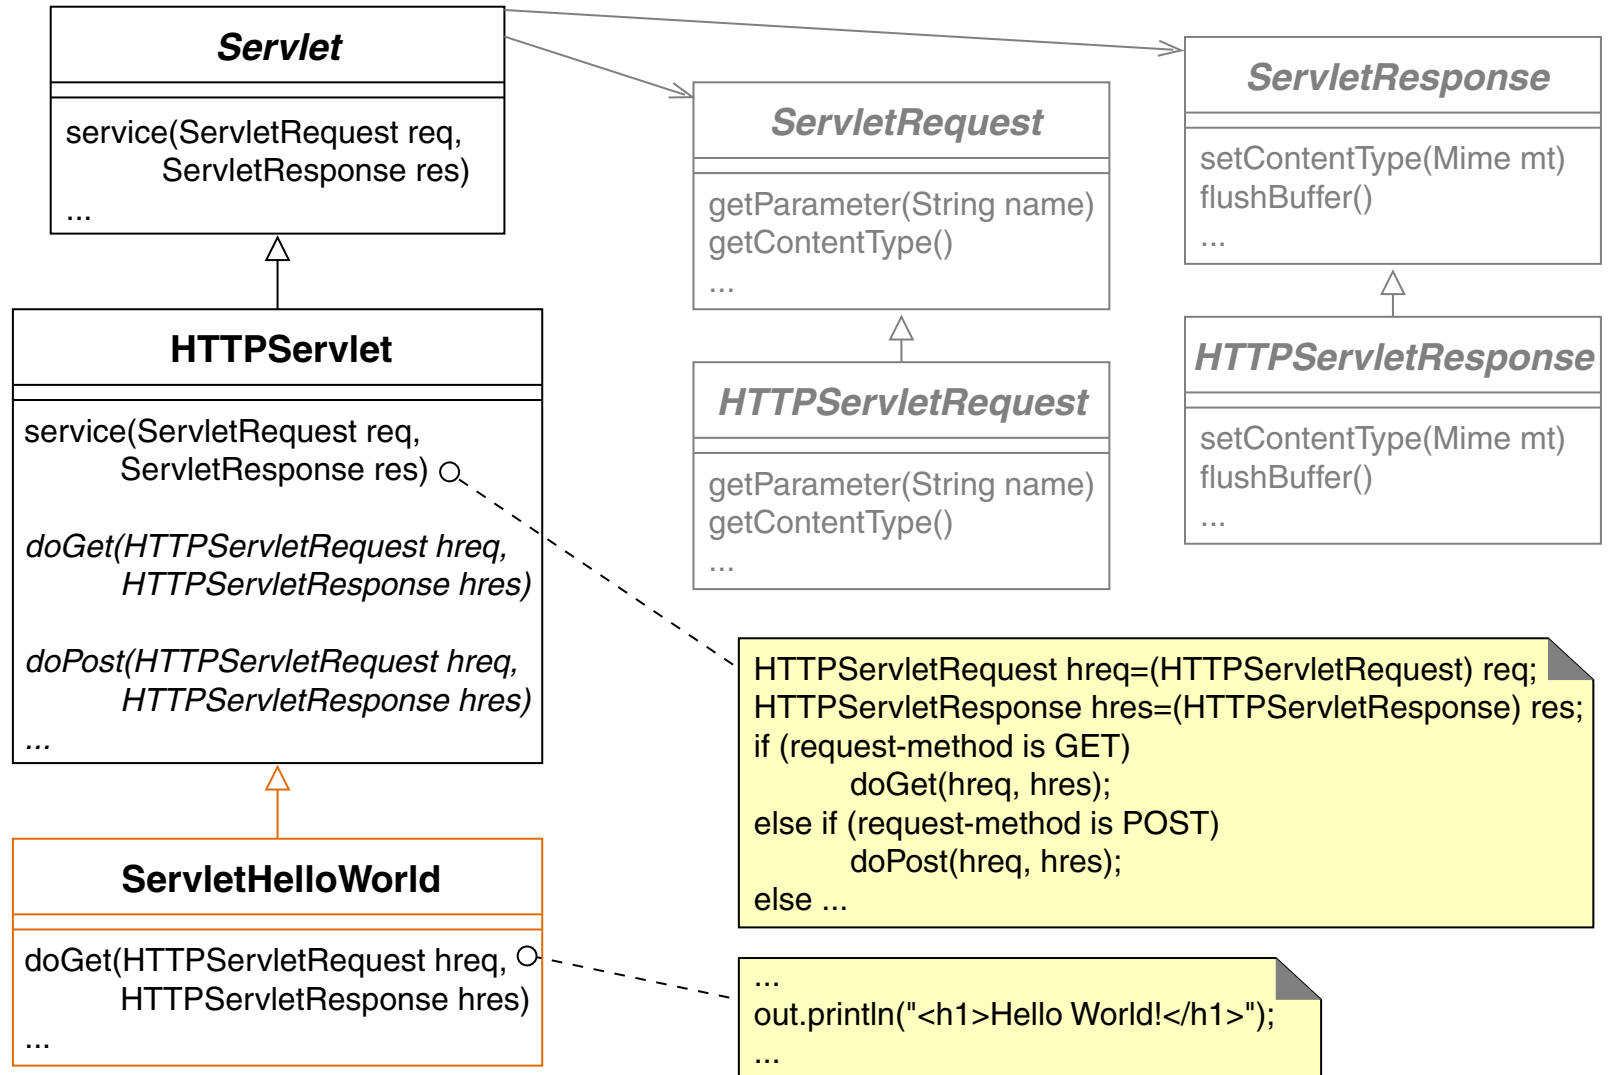 Servlet
service(ServletRequest req,
ServletResponse res)
...
ServletRequest
getParameter(String name)
getContentType()
...
ServletResponse
setContentType(Mime mt)
flushBuffer()
...
HTTPServlet
service(ServletRequest req,
ServletResponse res)
doGet(HTTPServletRequest hreq,
HTTPServletResponse hres)
doPost(HTTPServletRequest hreq,
HTTPServletResponse hres)
...
HTTPServletRequest
getParameter(String name)
getContentType()
...
HTTPServletResponse
setContentType(Mime mt)
flushBuffer()
...
HTTPServletRequest hreq=(HTTPServletRequest) req;
HTTPServletResponse hres=(HTTPServletResponse) res;
if (request-method is GET)
doGet(hreq, hres);
else if (request-method is POST)
doPost(hreq, hres);
else ...
ServletHelloWorld
doGet(HTTPServletRequest hreq,
HTTPServletResponse hres)
...
...
out.println("<h1>Hello World!</h1>");
...